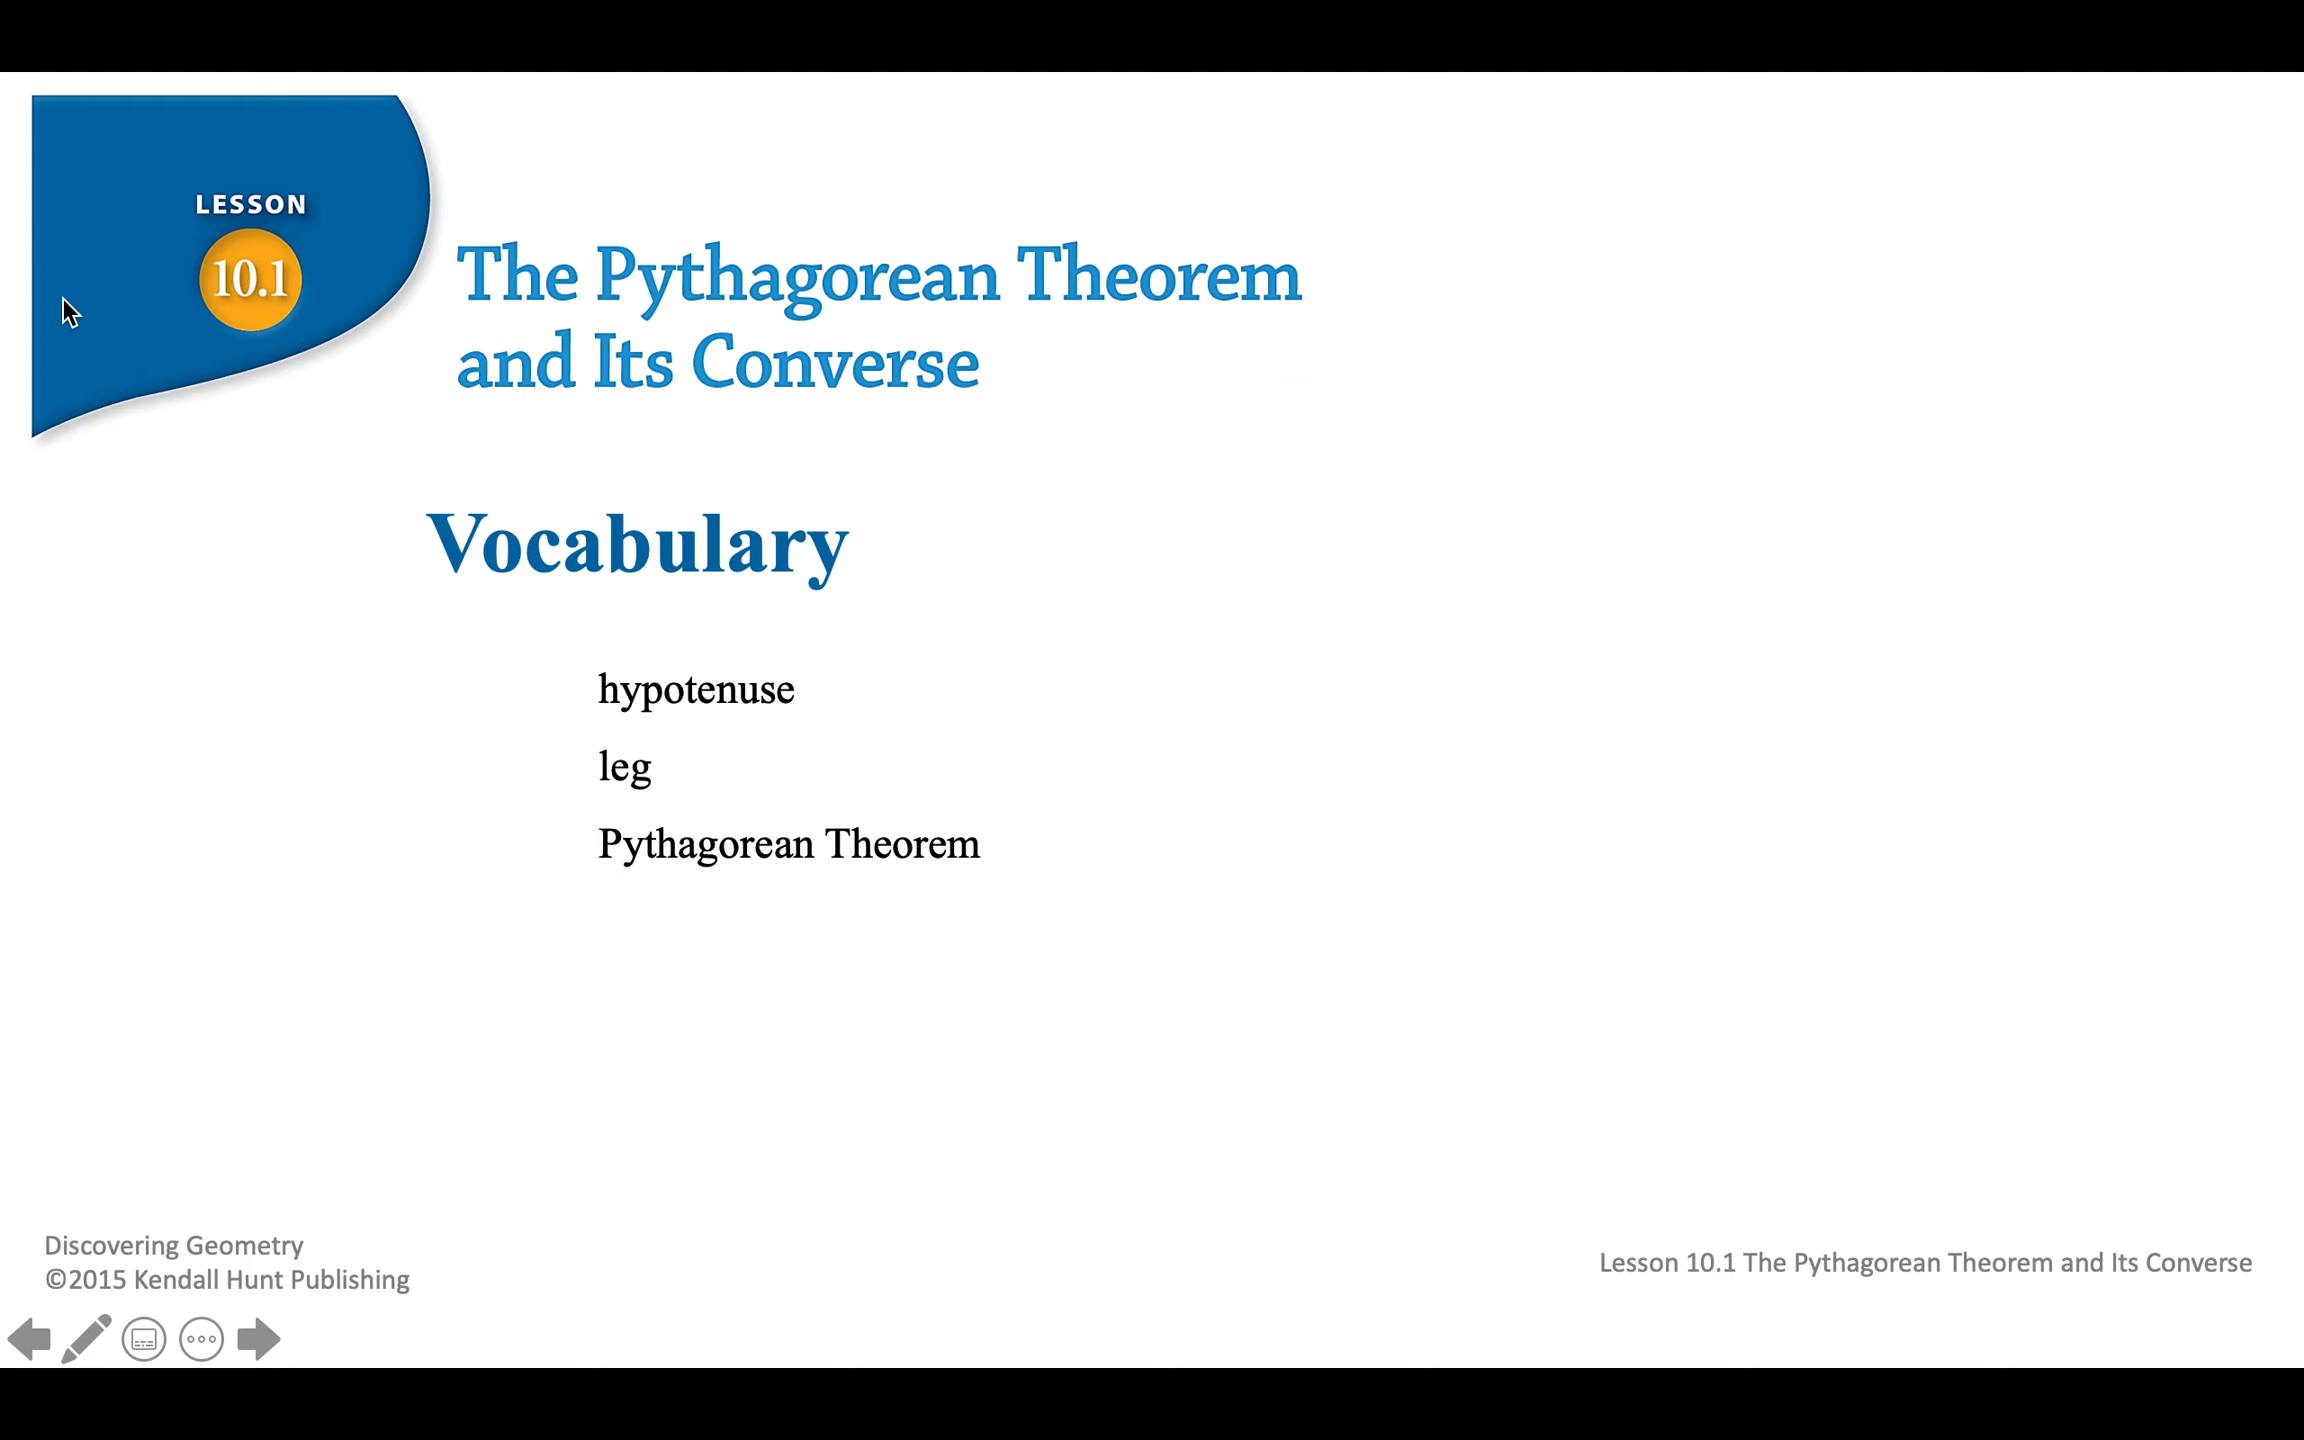 LESSON
10.1
The Pythagorean Theorem
and Its Converse
Vocabulary
hypotenuse
leg
Pythagorean Theorem
Discovering Geometry
©2015 Kendall Hunt Publishing
Lesson 10.1 The Pythagorean Theorem and Its Converse